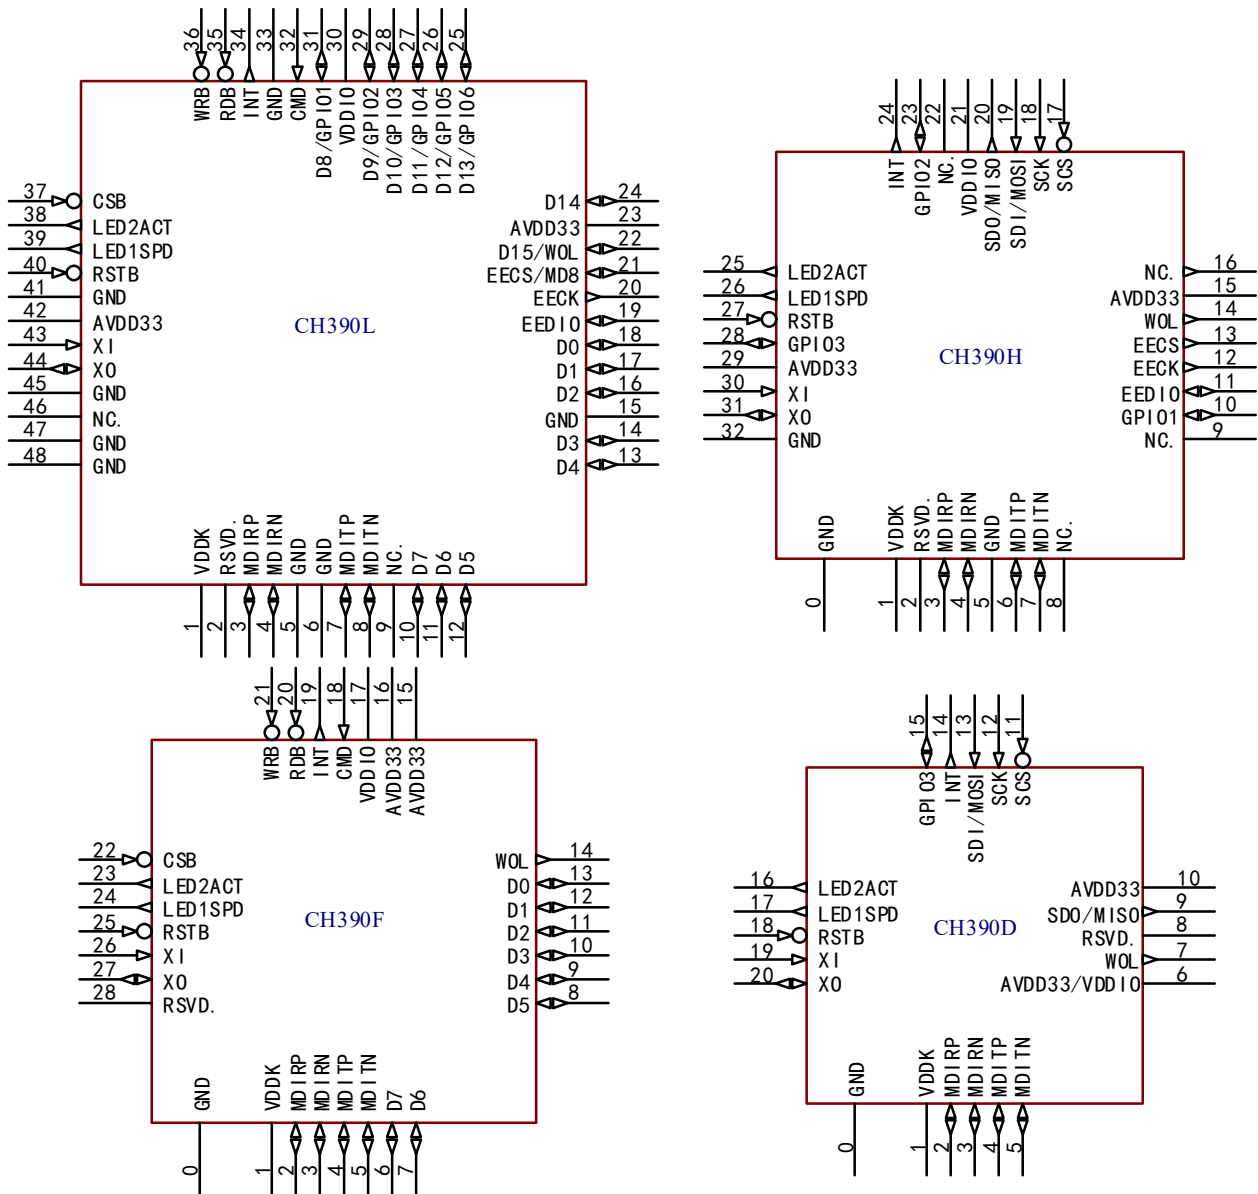 36 35 34 33 32 31 30 29 28 27 26 25
WRB RDB INT GND CMD D8/GPIO1 VDDIO D9/GPIO2 D10/GPIO3 D11/GPIO4 D12/GPIO5 D13/GPIO6
37 CSB
38 LED2ACT
39 LED1SPD
40 RSTB
41 GND
42 AVDD33
43 XI
44 XO
45 GND
46 NC.
47 GND
48 GND
CH390L
D14 24
AVDD33 23
D15/WOL 22
EECS/MD8 21
EECK 20
EEDIO 19
D0 18
D1 17
D2 16
GND 15
D3 14
D4 13
VDDK RSVD. MDIRP MDIRN GND GND MDITP MDITN NC. D7 D6 D5
1 2 3 4 5 6 7 8 9 10 11 12
24 23 22 21 20 19 18 17
INT GPIO2 NC. VDDIO SDO/MISO SDI/MOSI SCK SCS
25 LED2ACT
26 LED1SPD
27 RSTB
28 GPIO3
29 AVDD33
30 XI
31 XO
32 GND
CH390H
NC. 16
AVDD33 15
WOL 14
EECS 13
EECK 12
EEDIO 11
GPIO1 10
NC. 9
GND VDDK RSVD. MDIRP MDIRN GND MDITP MDITN NC.
0 1 2 3 4 5 6 7 8
21 20 19 18 17 16 15
WRB RDB INT CMD VDDIO AVDD33 AVDD33
22 CSB
23 LED2ACT
24 LED1SPD
25 RSTB
26 XI
27 XO
28 RSVD.
CH390F
WOL 14
D0 13
D1 12
D2 11
D3 10
D4 9
D5 8
GND VDDK MDIRP MDIRN MDITP MDITN D7 D6
0 1 2 3 4 5 6 7
15 14 13 12 11
GPIO3 INT SDI/MOSI SCK SCS
16 LED2ACT
17 LED1SPD
18 RSTB
19 XI
20 XO
CH390D
AVDD33 10
SDO/MISO 9
RSVD. 8
WOL 7
AVDD33/VDDIO 6
GND VDDK MDIRP MDIRN MDITP MDITN
0 1 2 3 4 5